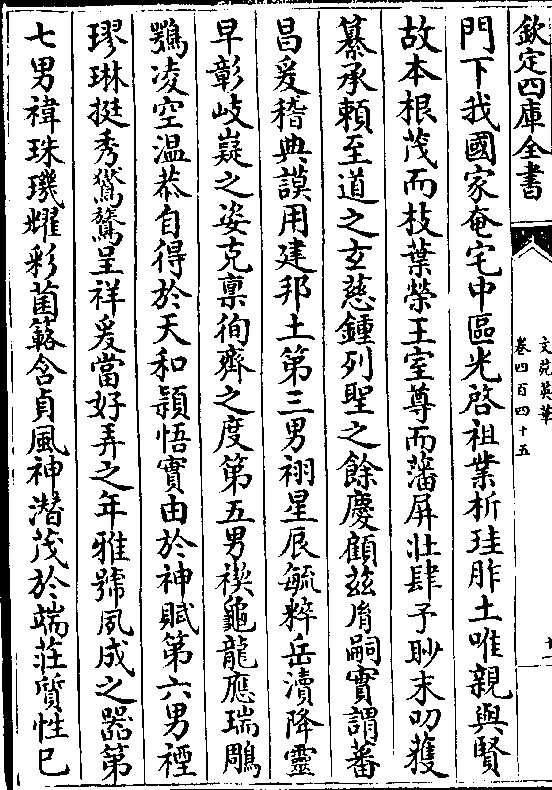 欽定四庫全書
文苑英華
卷四百四十五
十一
門下我國家奄宅中區光啓祖業析珪胙土唯親與賢
故本根茂而枝葉榮王室尊而藩屏壯肆予眇末叨獲
纂承賴至道之玄慈鍾列聖之餘慶顧兹胤嗣實謂蕃
昌爰稽典謨用建邦土第三男祤星辰毓粹岳瀆降靈
早彰岐嶷之姿克禀徇齊之度第五男禊龜龍應瑞鵰
鶚凌空温恭自得於天和穎悟實由於神賦第六男禋
璆琳挺秀鸑鷟呈祥爰當好弄之年雅號夙成之器第
七男禕珠璣耀彩菌簵含貞風神潛茂於端莊質性已